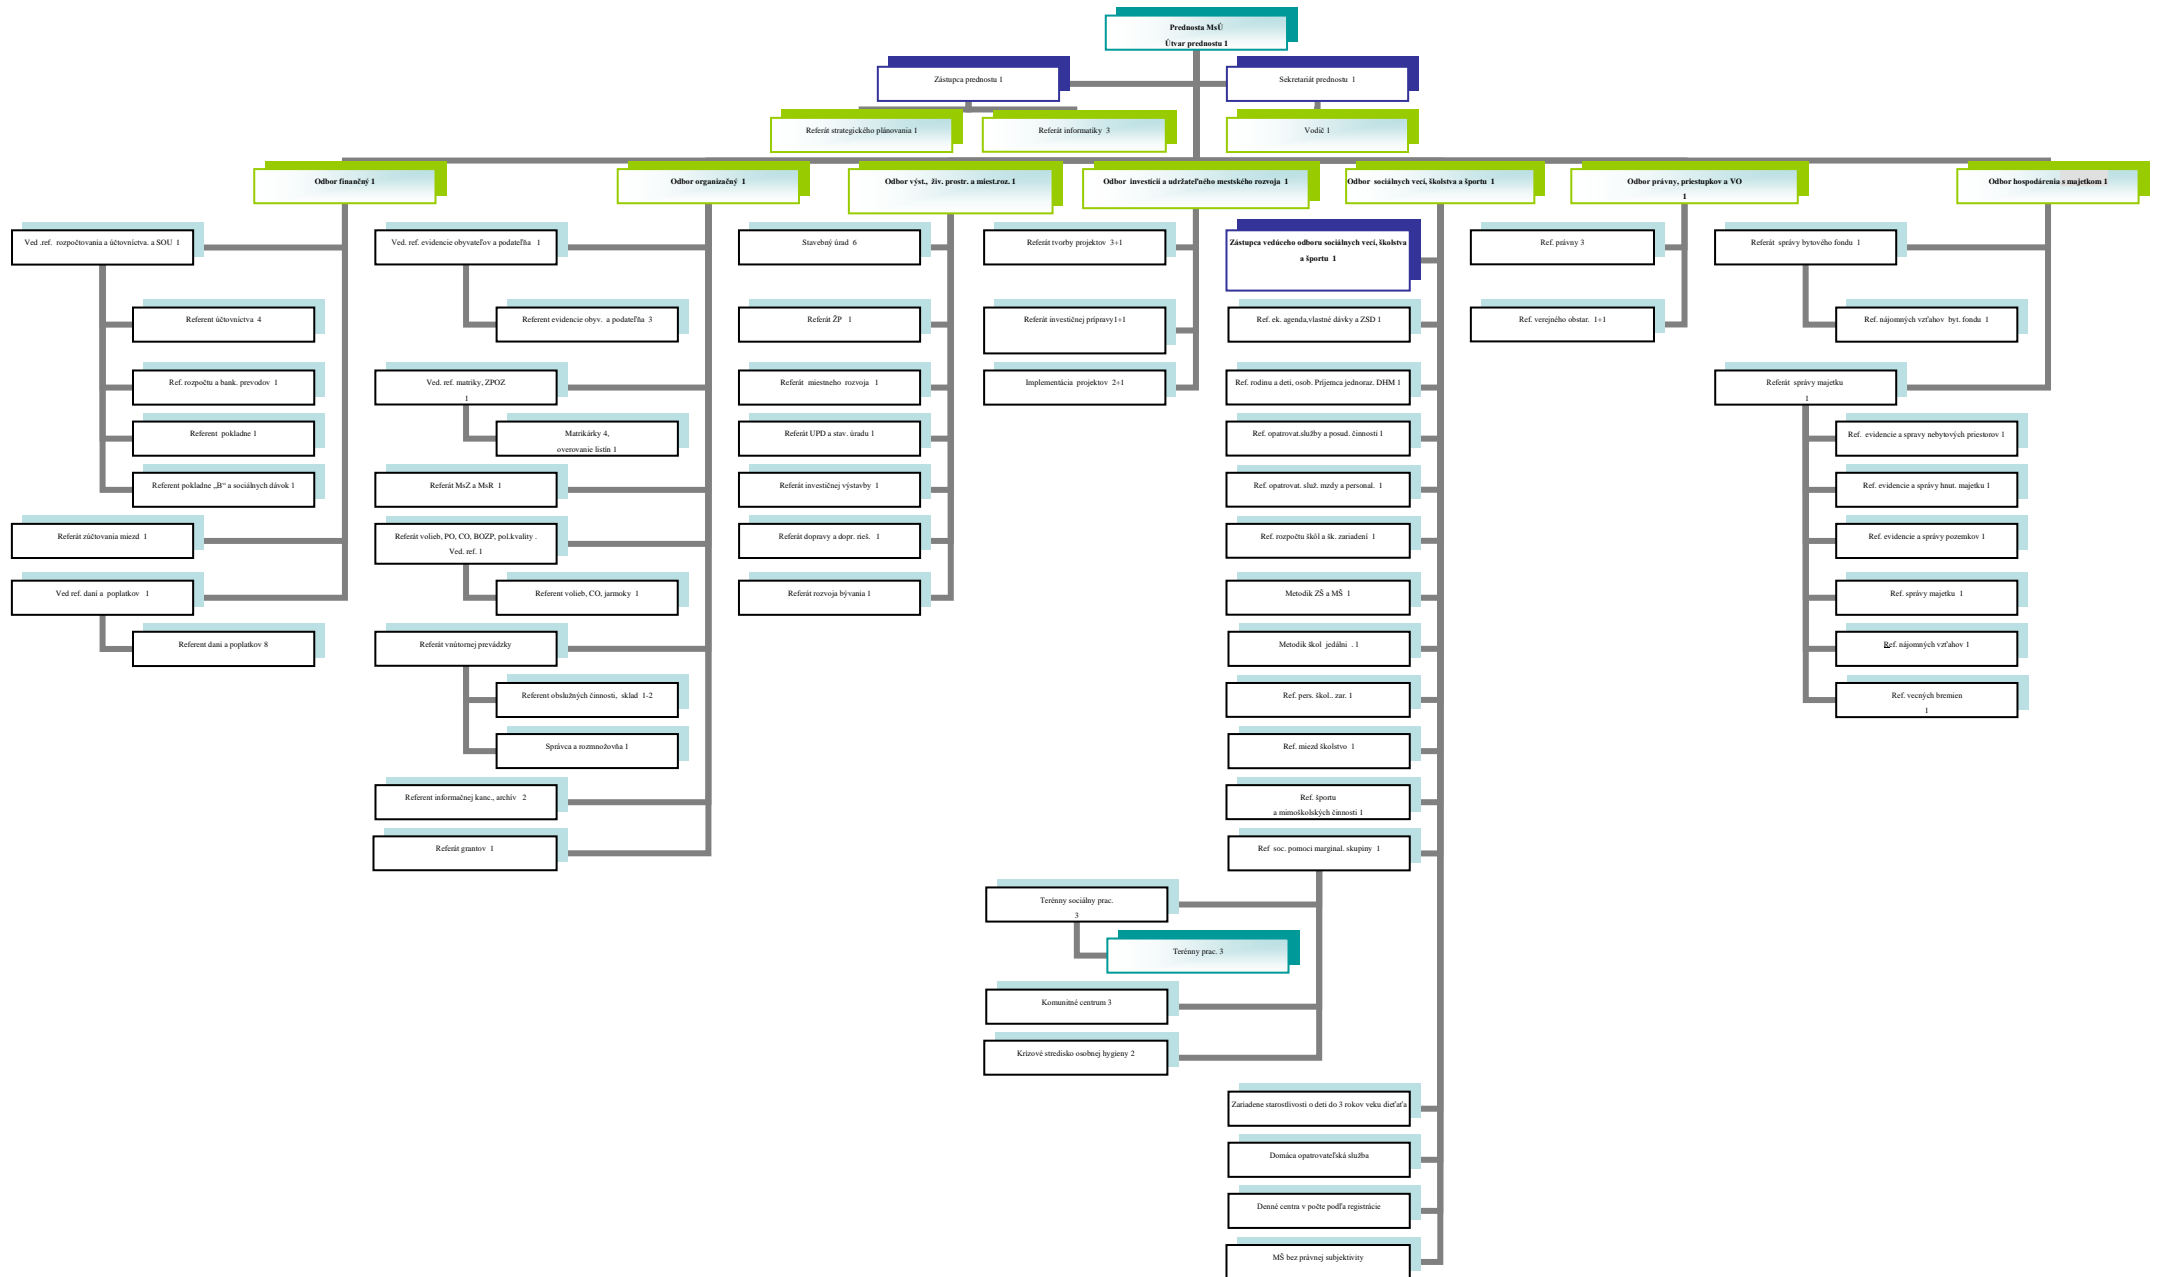 Prednosta MsÚ
Útvar prednostu 1
Zástupca prednostu 1
Sekretariát prednostu 1
Referát strategického plánovania 1
Referát informatiky 3
Vodič 1
Odbor finančný 1
Odbor organizačný 1
Odbor výst., živ. prostr. a miest.roz. 1
Odbor investícií a udržateľného mestského rozvoja 1
Odbor sociálnych vecí, školstva a športu 1
Odbor právny, priestupkov a VO
1
Odbor hospodárenia s majetkom 1
Ved .ref. rozpočtovania a účtovníctva. a SOU 1
Referent účtovníctva 4
Ref. rozpočtu a bank. prevodov 1
Referent pokladne 1
Referent pokladne „B“ a sociálnych dávok 1
Referát zúčtovania miezd 1
Ved ref. daní a poplatkov 1
Referent dani a poplatkov 8
Ved. ref. evidencie obyvateľov a podateľňa 1
Referent evidencie obyv. a podateľňa 3
Ved. ref. matriky, ZPOZ
1
Matrikárky 4,
overovanie listín 1
Referát MsZ a MsR 1
Referát volieb, PO, CO, BOZP, pol.kvality .
Ved. ref. 1
Referent volieb, CO, jarmoky 1
Referát vnútornej prevádzky
Referent obslužných činnosti, sklad 1-2
Správca a rozmnožovňa 1
Referent informačnej kanc., archív 2
Referát grantov 1
Stavebný úrad 6
Referát ŽP 1
Referát miestneho rozvoja 1
Referát UPD a stav. úradu 1
Referát investičnej výstavby 1
Referát dopravy a dopr. rieš. 1
Referát rozvoja bývania 1
Referát tvorby projektov 3+1
Referát investičnej prípravy1+1
Implementácia projektov 2+1
Zástupca vedúceho odboru sociálnych vecí, školstva
a športu 1
Ref. ek. agenda,vlastné dávky a ZSD 1
Ref. rodinu a deti, osob. Príjemca jednoraz. DHM 1
Ref. opatrovat.služby a posud. činnosti 1
Ref. opatrovat. služ. mzdy a personal. 1
Ref. rozpočtu škôl a šk. zariadení 1
Metodik ZŠ a MŠ 1
Metodik škol jedální . 1
Ref. pers. škol.. zar. 1
Ref. miezd školstvo 1
Ref. športu
a mimoškolských činnosti 1
Ref soc. pomoci marginal. skupiny 1
Terénny sociálny prac.
3
Terénny prac. 3
Komunitné centrum 3
Krízové stredisko osobnej hygieny 2
Zariadene starostlivosti o deti do 3 rokov veku dieťaťa
Domáca opatrovateľská služba
Denné centra v počte podľa registrácie
MŠ bez právnej subjektivity
Ref. právny 3
Ref. verejného obstar. 1+1
Referát správy bytového fondu 1
Ref. nájomných vzťahov byt. fondu 1
Referát správy majetku
1
Ref. evidencie a spravy nebytových priestorov 1
Ref. evidencie a správy hnut. majetku 1
Ref. evidencie a správy pozemkov 1
Ref. správy majetku 1
Ref. nájomných vzťahov 1
Ref. vecných bremien
1